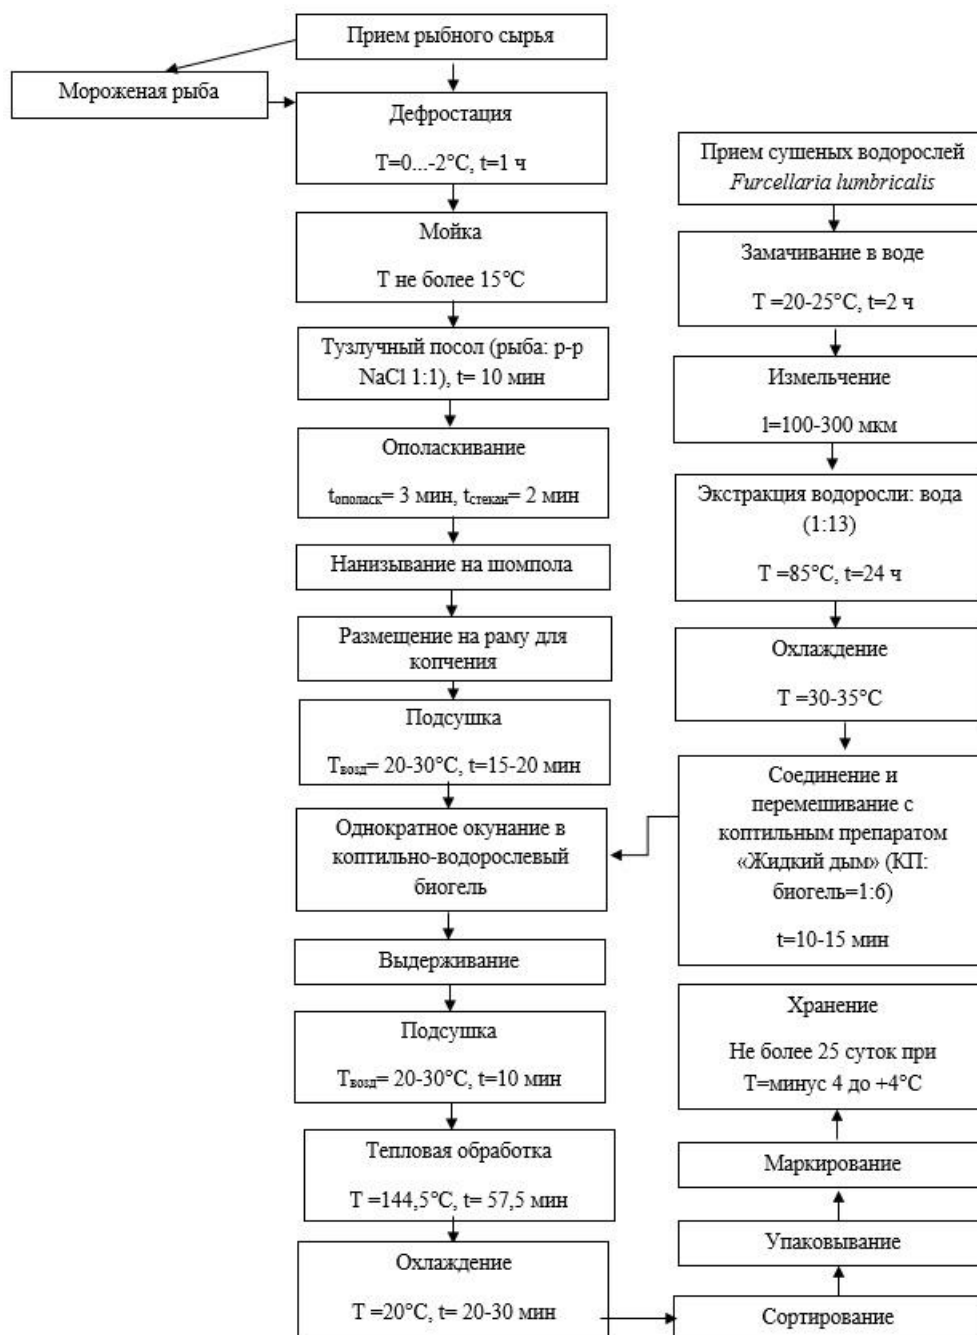 Прием рыбного сырья
Мороженая рыба
Дефростация
T=0...-2°C, t=1 ч
Мойка
T не более 15°C
Тузлучный посол (рыба: р-р
NaCl 1:1), t= 10 мин
Ополаскивание
tополаск= 3 мин, tстекан= 2 мин
Нанизывание на шомпола
Размещение на раму для
копчения
Подсушка
Tвозд= 20-30°C, t=15-20 мин
Однократное окунание в
коптильно-водорослевый
биогель
Выдерживание
Подсушка
Tвозд= 20-30°C, t=10 мин
Тепловая обработка
T =144,5°C, t= 57,5 мин
Охлаждение
T =20°C, t= 20-30 мин
Прием сушеных водорослей
Furcellaria lumbricalis
Замачивание в воде
T =20-25°C, t=2 ч
Измельчение
l=100-300 мкм
Экстракция водоросли: вода
(1:13)
T =85°C, t=24 ч
Охлаждение
T =30-35°C
Соединение и
перемешивание с
коптильным препаратом
«Жидкий дым» (КП:
биогель=1:6)
t=10-15 мин
Хранение
Не более 25 суток при
T=минус 4 до +4°C
Маркирование
Упаковывание
Сортирование